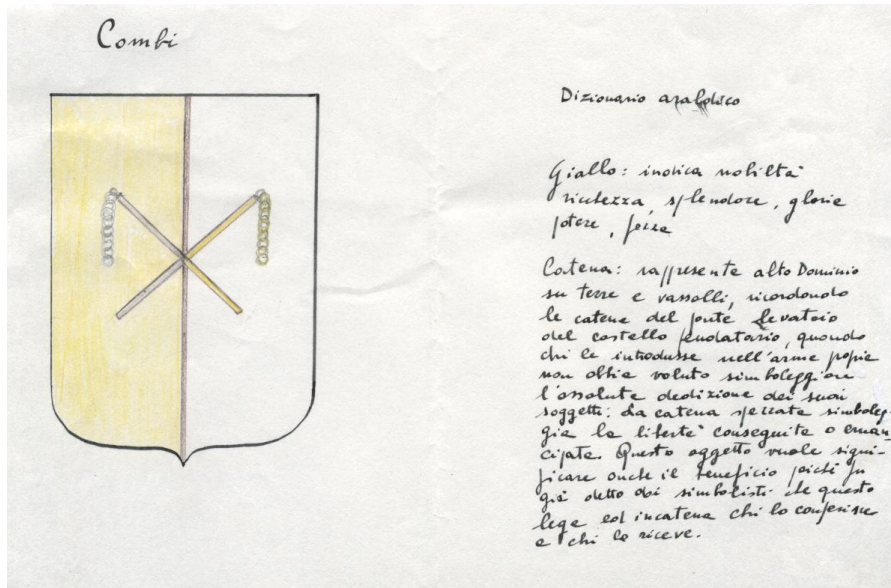 Combi
Dizionario araldico
Giallo: indica nobiltà
ricchezza, splendore, gloria
potere, forza
Catena: rappresenta alto Dominio
su terre e vassalli, ricordando
le catene del ponte levatoio
del castello feudatario, quando
chi le introdusse nell'arme propria
non abbia voluto simboleggiare
l'assoluta dedizione dei suoi
soggetti. La catena spezzata simboleg-
gia la libertà conseguita o eman-
cipata. Questo oggetto vuole signi-
ficare anche il beneficio poiché fu
già detto dai simbolisti che questo
lega ed incatena chi lo conferisce
e chi lo riceve.